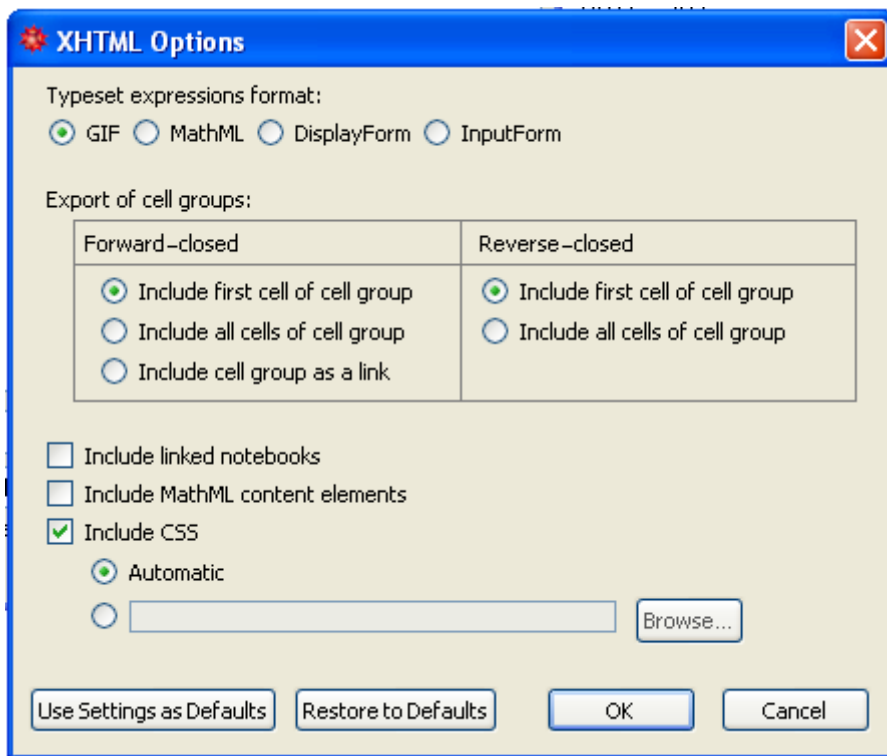 XHTML Options
Typeset expressions format:
GIF MathML DisplayForm InputForm
Export of cell groups:
Forward-closed Reverse-closed
Include first cell of cell group Include first cell of cell group
Include all cells of cell group Include all cells of cell group
Include cell group as a link
Include linked notebooks
Include MathML content elements
Include CSS
Automatic
Browse...
Use Settings as Defaults Restore to Defaults OK Cancel